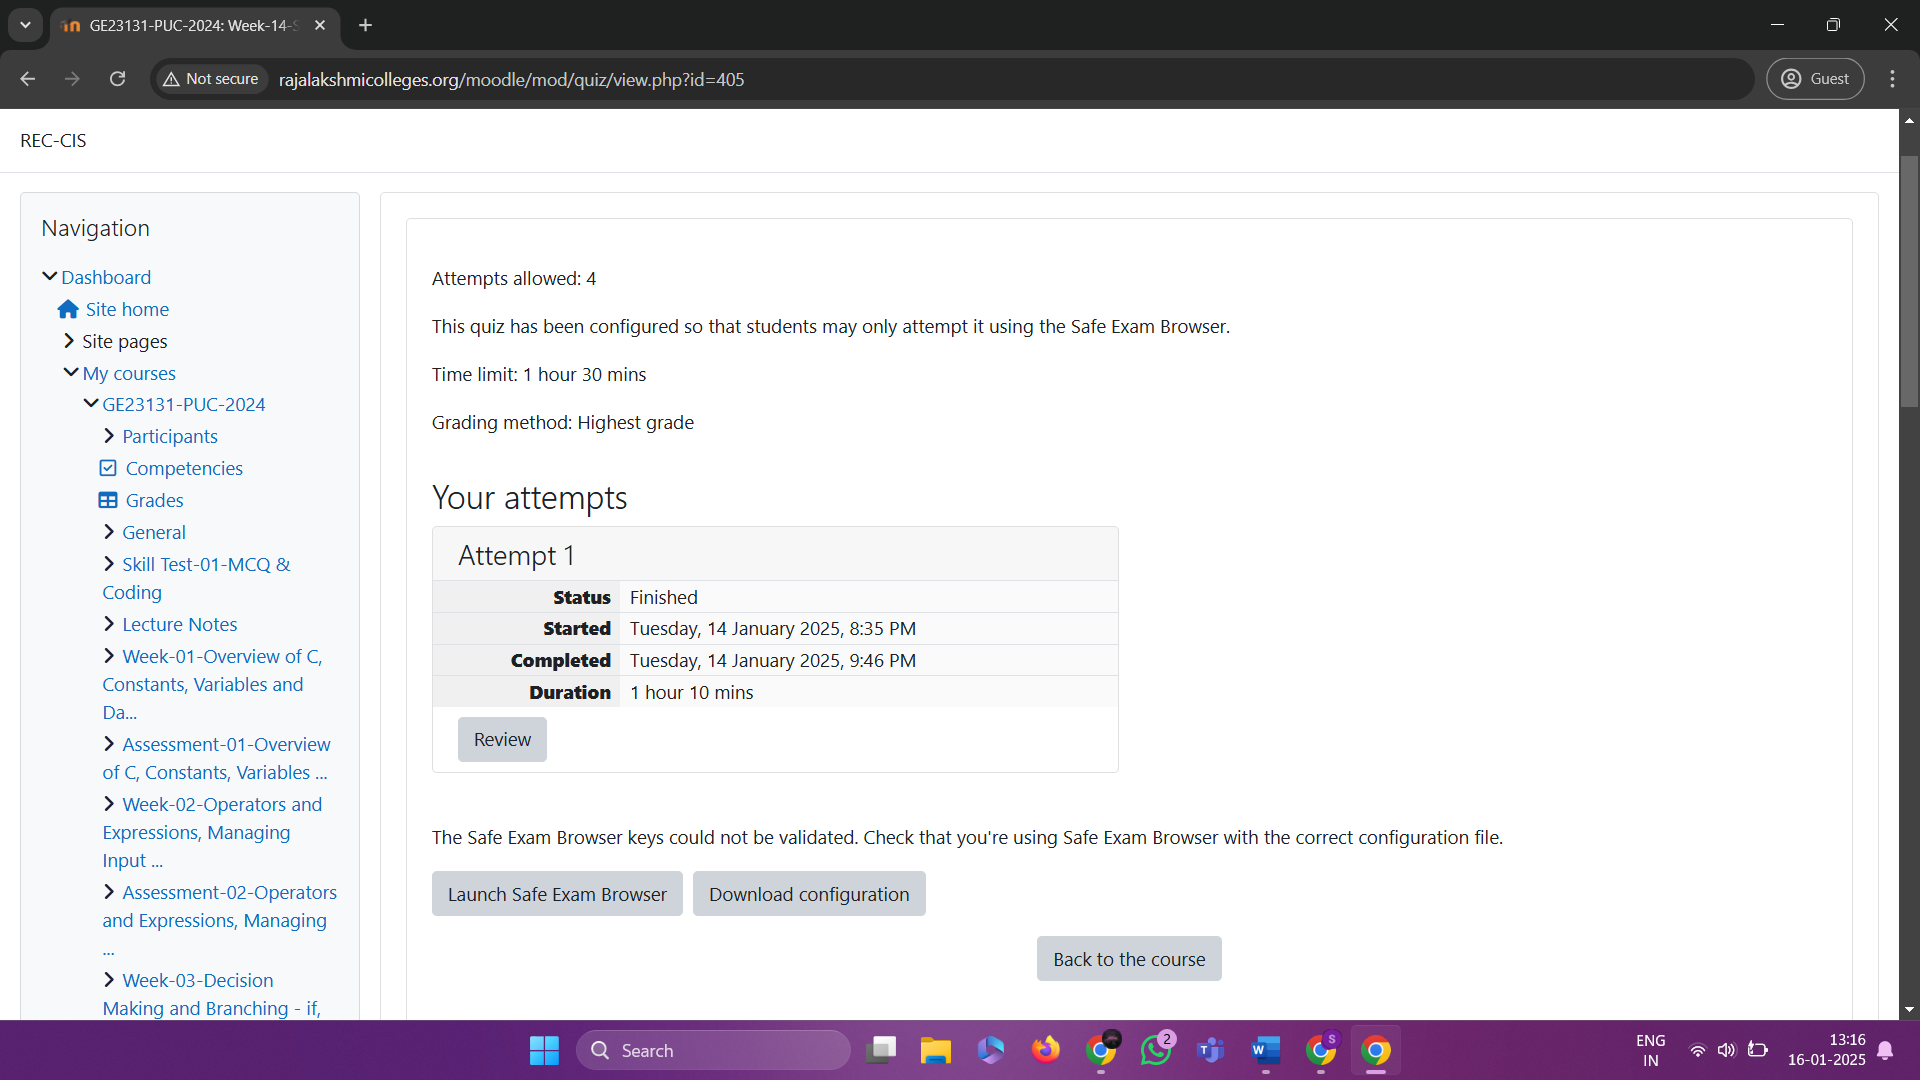 GE23131-PUC-2024: Week-14-S
Not secure
rajalakshmicolleges.org/moodle/mod/quiz/view.php?id=405
Guest
REC-CIS
Navigation
Dashboard
Site home
Site pages
My courses
GE23131-PUC-2024
Participants
Competencies
Grades
General
Skill Test-01-MCQ &
Coding
Lecture Notes
Week-01-Overview of C,
Constants, Variables and
Da...
Assessment-01-Overview
of C, Constants, Variables ...
Week-02-Operators and
Expressions, Managing
Input ...
Assessment-02-Operators
and Expressions, Managing
...
Week-03-Decision
Making and Branching - if,
Attempts allowed: 4
This quiz has been configured so that students may only attempt it using the Safe Exam Browser.
Time limit: 1 hour 30 mins
Grading method: Highest grade
Your attempts
Attempt 1
Status Finished
Started Tuesday, 14 January 2025, 8:35 PM
Completed Tuesday, 14 January 2025, 9:46 PM
Duration 1 hour 10 mins
Review
The Safe Exam Browser keys could not be validated. Check that you're using Safe Exam Browser with the correct configuration file.
Launch Safe Exam Browser Download configuration
Back to the course
Search
2
T
W
S
ENG
IN
13:16
16-01-2025